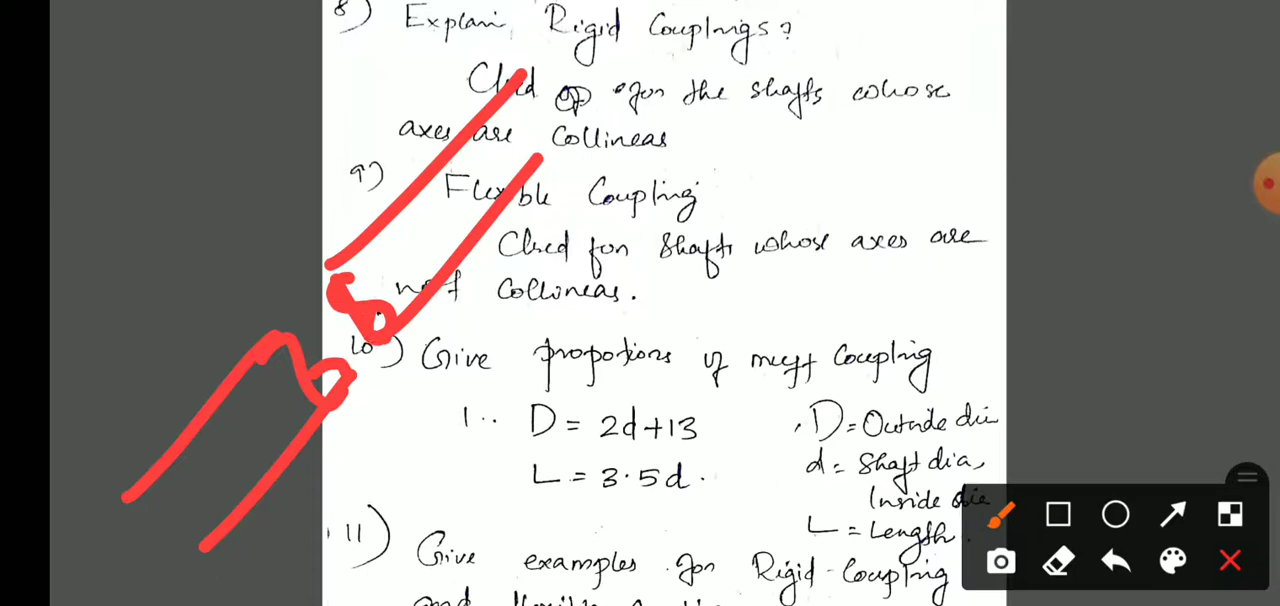 8) Explain Rigid Couplings?
Used for the shafts whose
axes are Collinear
9) Flexible Coupling
Used for shafts whose axes are
not Collinear.
10) Give proportions of muff Coupling
1.. D = 2d+13 , D = Outside dia
L = 3.5d. d = Shaft dia,
Inside dia
L = Length.
11) Give examples for Rigid-Coupling
and flexible